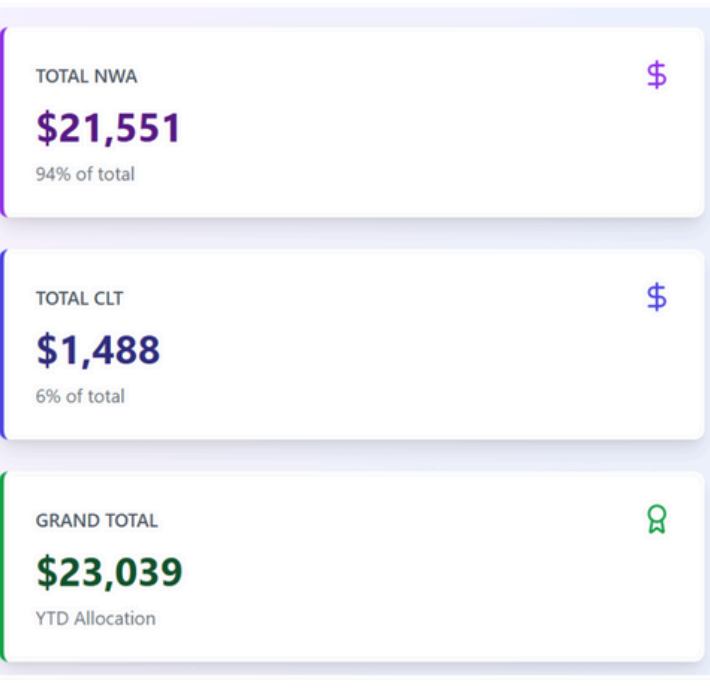 TOTAL NWA
$21,551
94% of total
TOTAL CLT
$1,488
6% of total
GRAND TOTAL
$23,039
YTD Allocation